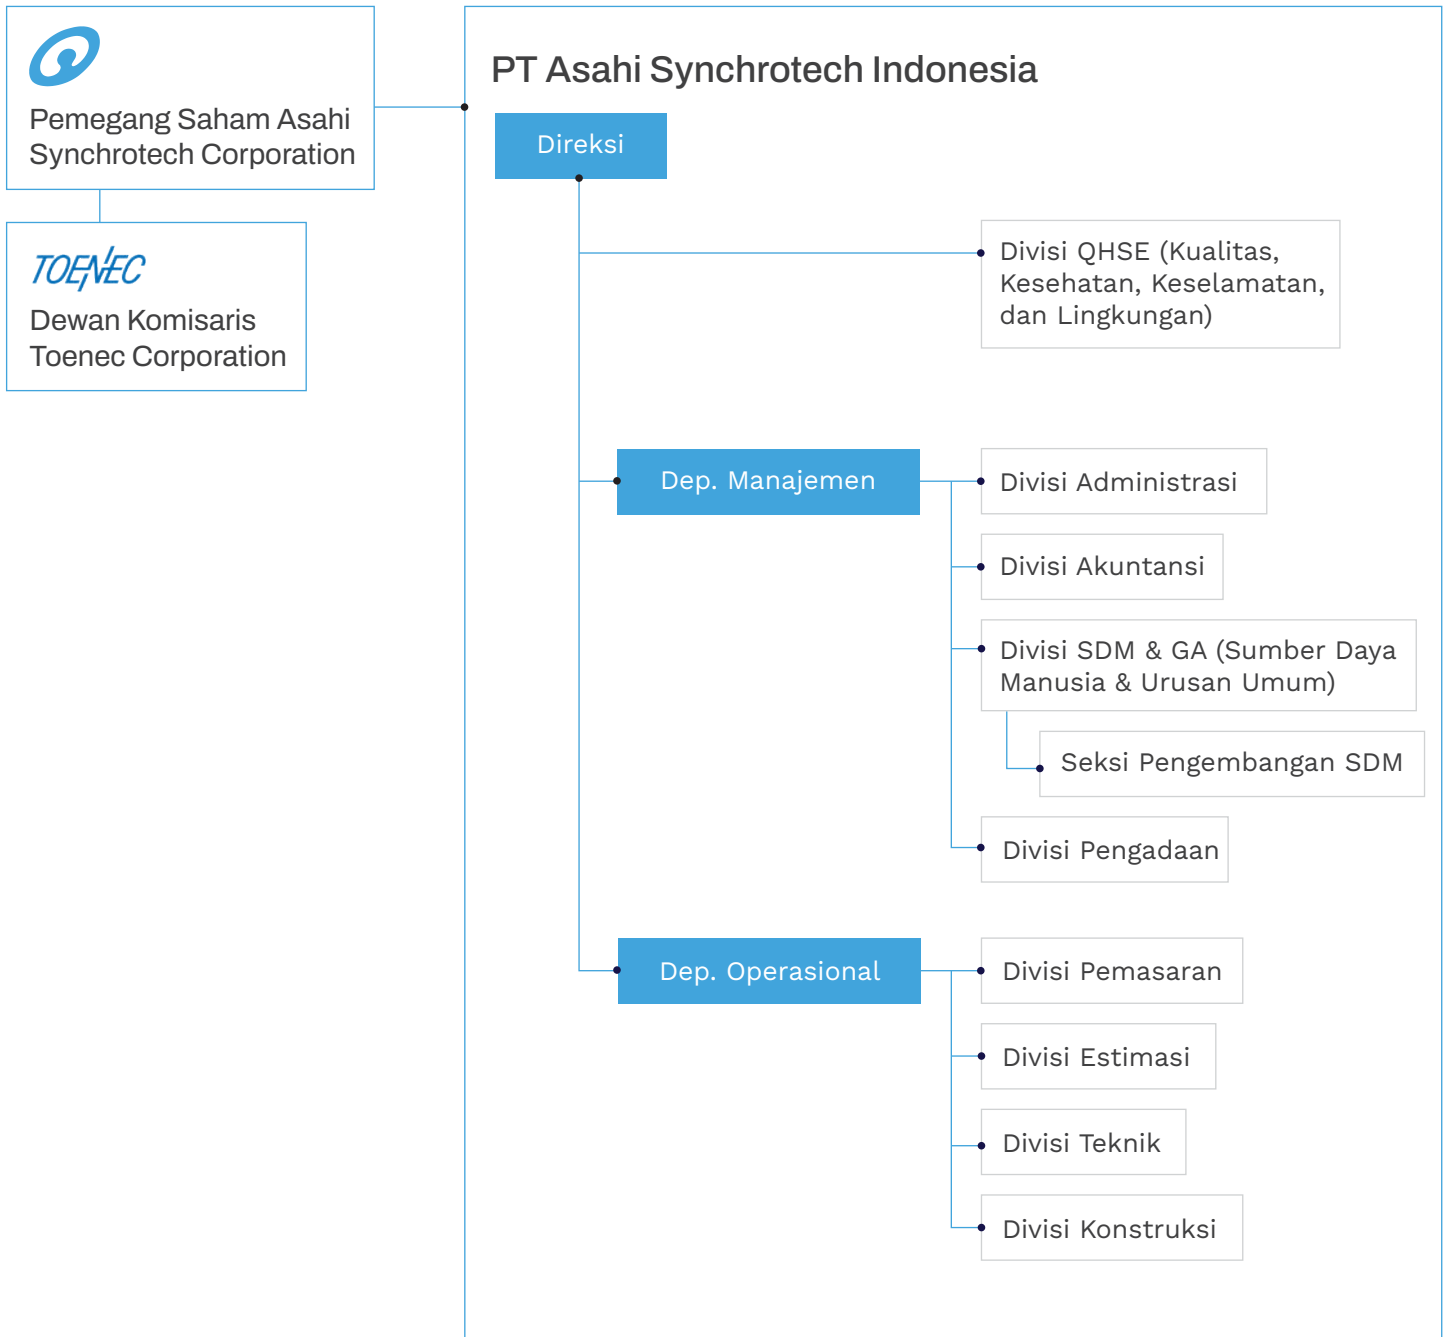 Pemegang Saham Asahi
Synchrotech Corporation
TOENEC
Dewan Komisaris
Toenec Corporation
PT Asahi Synchrotech Indonesia
Direksi
Divisi QHSE (Kualitas,
Kesehatan, Keselamatan,
dan Lingkungan)
Dep. Manajemen
Divisi Administrasi
Divisi Akuntansi
Divisi SDM & GA (Sumber Daya
Manusia & Urusan Umum)
Seksi Pengembangan SDM
Divisi Pengadaan
Dep. Operasional
Divisi Pemasaran
Divisi Estimasi
Divisi Teknik
Divisi Konstruksi